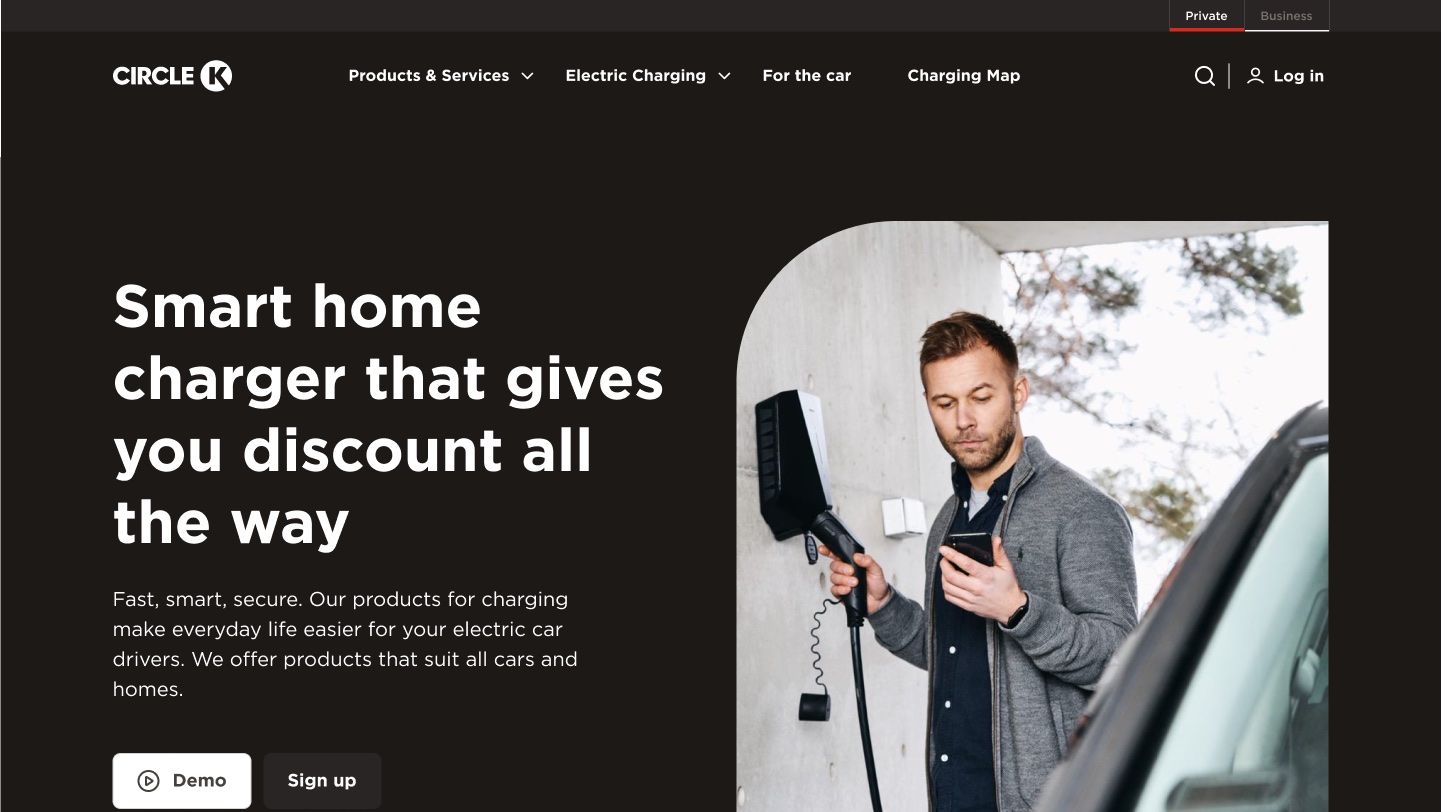 Private
Business
CIRCLE K
Products & Services
Electric Charging
For the car
Charging Map
Log in
Smart home
charger that gives
you discount all
the way
Fast, smart, secure. Our products for charging
make everyday life easier for your electric car
drivers. We offer products that suit all cars and
homes.
Demo
Sign up